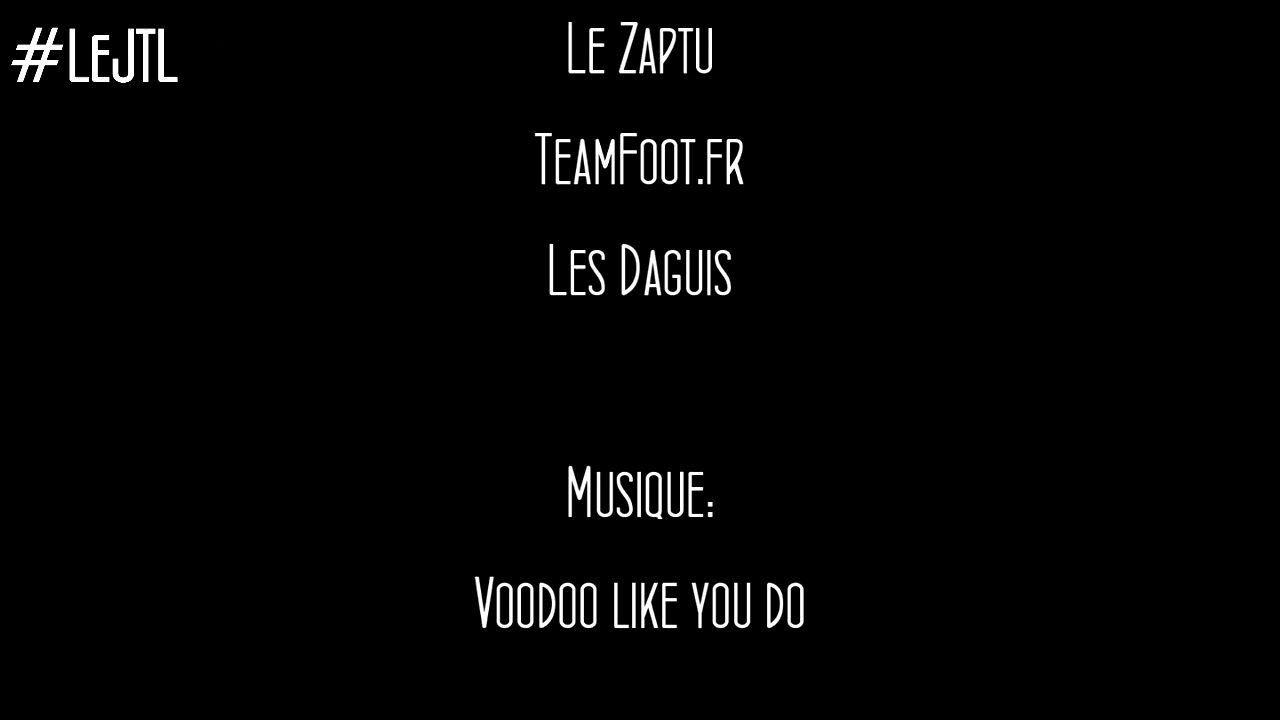 #LeJTL
Le Zaptu
TeamFoot.fr
Les Daguis
Musique:
Voodoo like you do